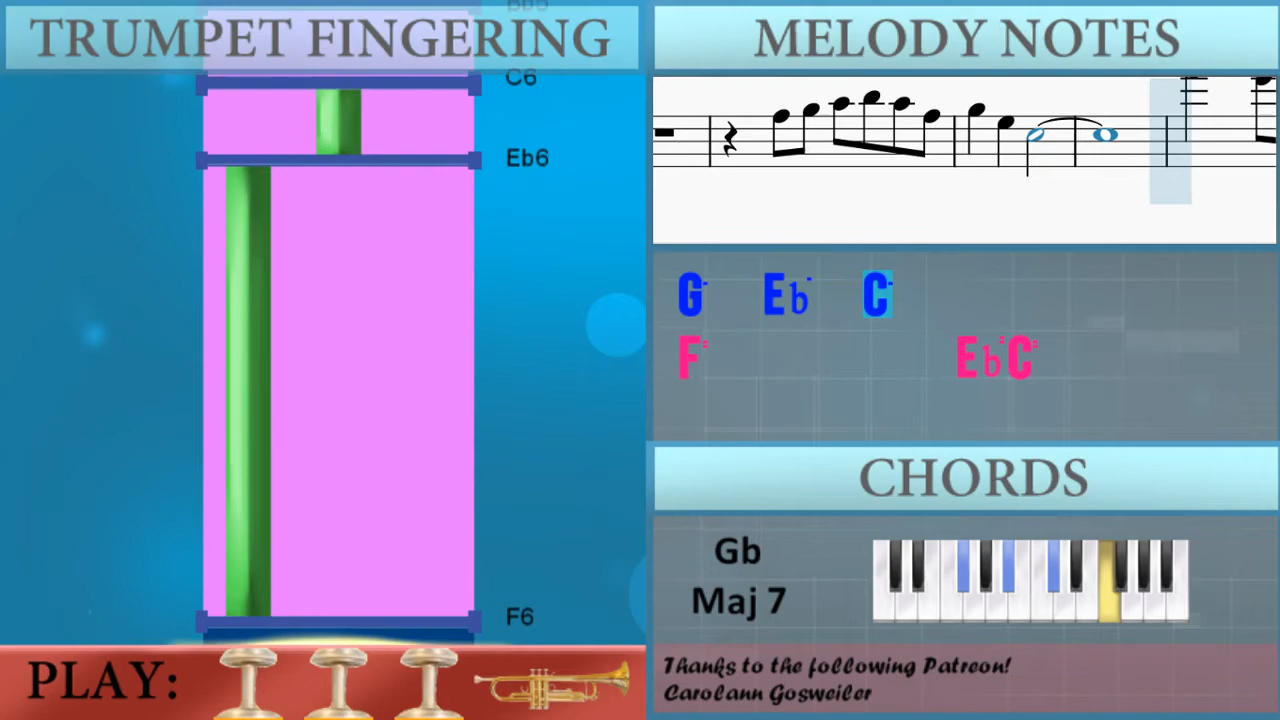 TRUMPET FINGERING
C6
Eb6
F6
PLAY:
MELODY NOTES
G Eb C
F Eb C
CHORDS
Gb
Maj 7
Thanks to the following Patreon!
Carolann Gosweiler